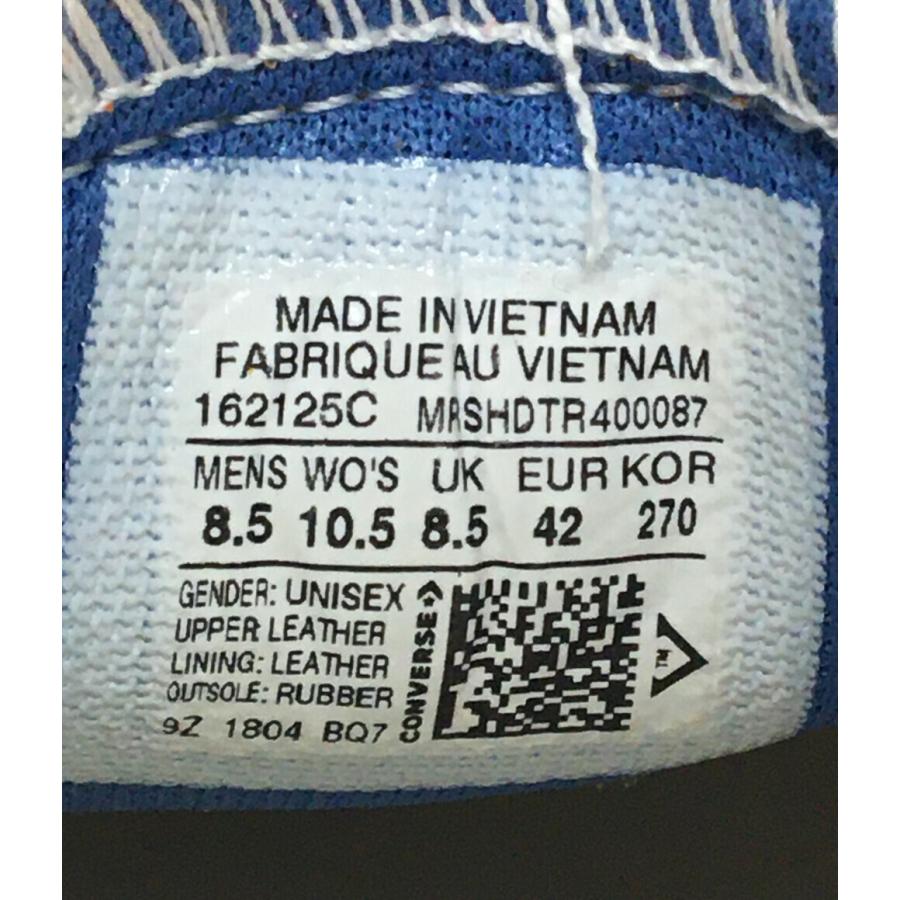 MADE IN VIETNAM
FABRIQUE AU VIETNAM
162125C MRSHDTR400087
MENS WO'S UK EUR KOR
8.5 10.5 8.5 42 270
GENDER: UNISEX
UPPER LEATHER
LINING: LEATHER
OUTSOLE: RUBBER
9Z 1804 BQ7
CONVERSE
TM